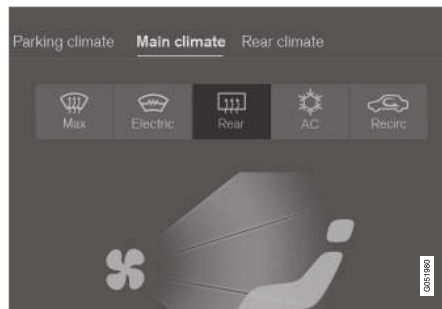 Parking climate Main climate Rear climate
Max Electric Rear AC Recirc
G051980